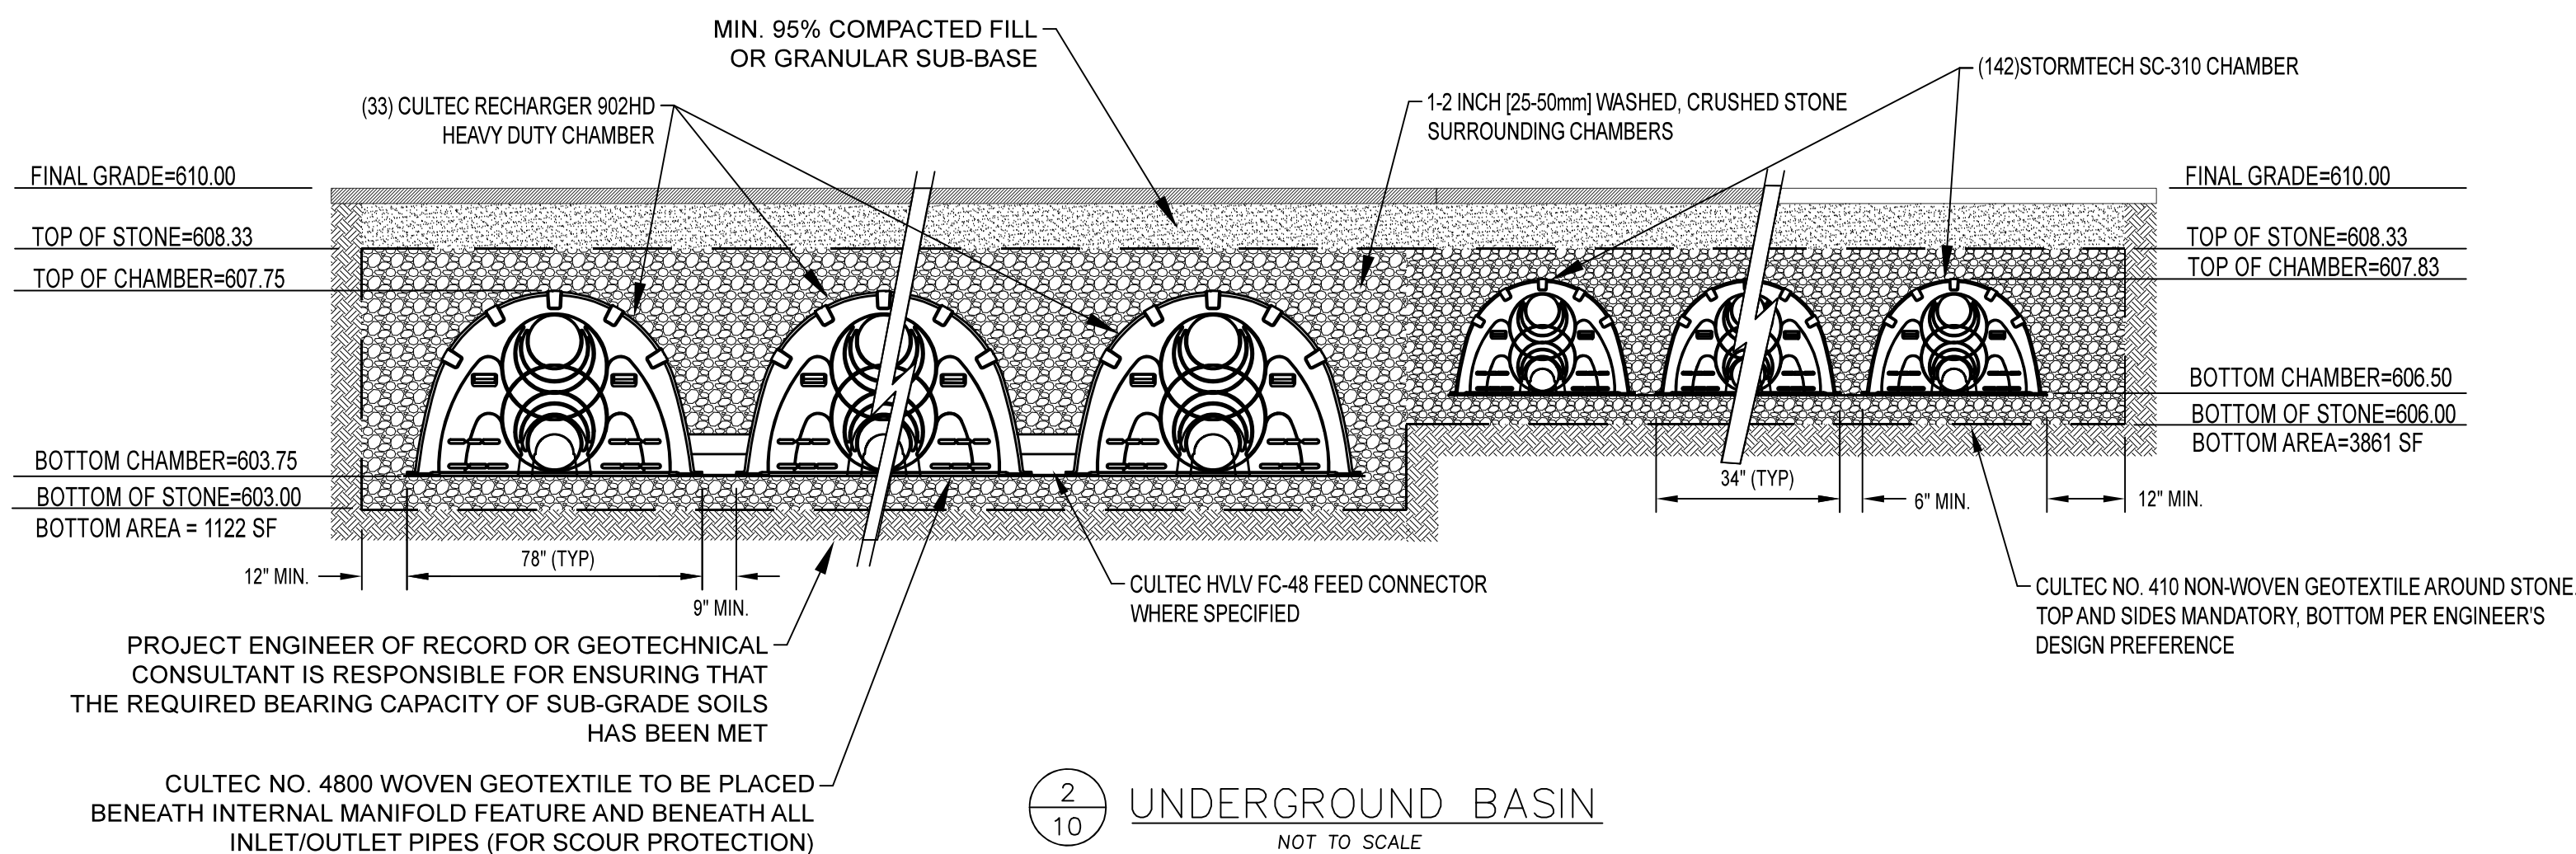 MIN. 95% COMPACTED FILL
OR GRANULAR SUB-BASE
(33) CULTEC RECHARGER 902HD
HEAVY DUTY CHAMBER
(142)STORMTECH SC-310 CHAMBER
1-2 INCH [25-50mm] WASHED, CRUSHED STONE
SURROUNDING CHAMBERS
FINAL GRADE=610.00
TOP OF STONE=608.33
TOP OF CHAMBER=607.75
BOTTOM CHAMBER=603.75
BOTTOM OF STONE=603.00
BOTTOM AREA = 1122 SF
FINAL GRADE=610.00
TOP OF STONE=608.33
TOP OF CHAMBER=607.83
BOTTOM CHAMBER=606.50
BOTTOM OF STONE=606.00
BOTTOM AREA=3861 SF
12" MIN.
78" (TYP)
9" MIN.
34" (TYP)
6" MIN.
12" MIN.
CULTEC HVLV FC-48 FEED CONNECTOR
WHERE SPECIFIED
CULTEC NO. 410 NON-WOVEN GEOTEXTILE AROUND STONE.
TOP AND SIDES MANDATORY, BOTTOM PER ENGINEER'S
DESIGN PREFERENCE
PROJECT ENGINEER OF RECORD OR GEOTECHNICAL
CONSULTANT IS RESPONSIBLE FOR ENSURING THAT
THE REQUIRED BEARING CAPACITY OF SUB-GRADE SOILS
HAS BEEN MET
CULTEC NO. 4800 WOVEN GEOTEXTILE TO BE PLACED
BENEATH INTERNAL MANIFOLD FEATURE AND BENEATH ALL
INLET/OUTLET PIPES (FOR SCOUR PROTECTION)
2
10
UNDERGROUND BASIN
NOT TO SCALE